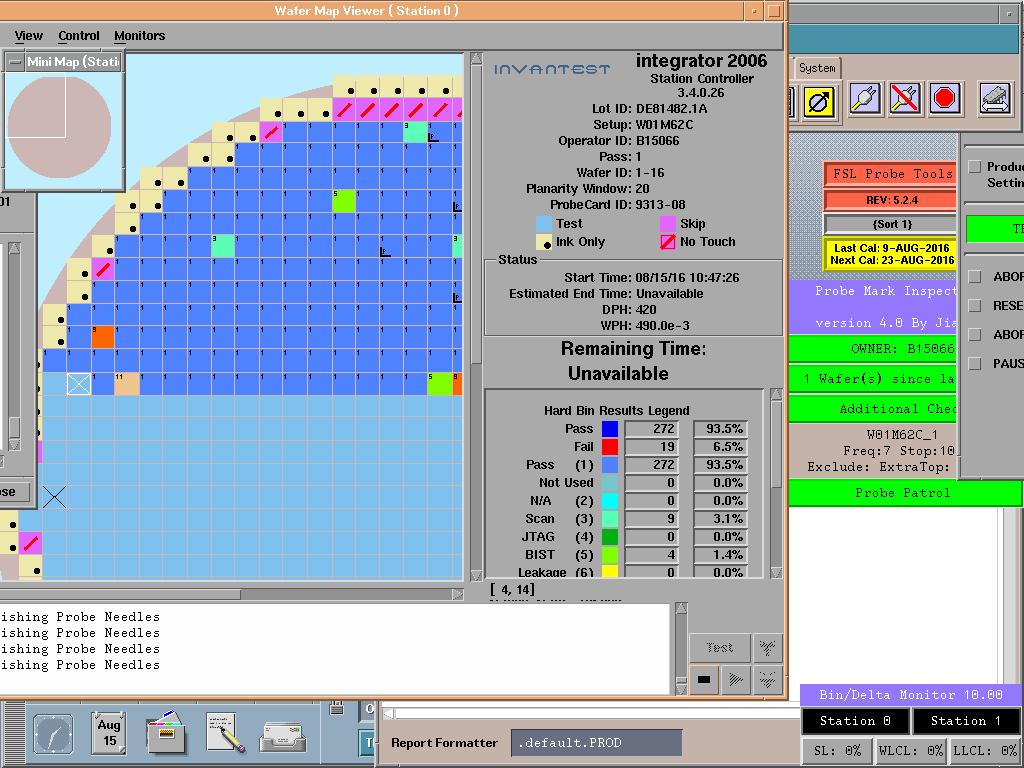 Wafer Map Viewer ( Station 0 )
View Control Monitors
Mini Map (Stati
INVANTEST
integrator 2006
Station Controller
3.4.0.26
Lot ID: DE81482.1A
Setup: W01M62C
Operator ID: B15066
Pass: 1
Wafer ID: 1-16
Planarity Window: 20
ProbeCard ID: 9313-08
Test Skip
Ink Only No Touch
Status
Start Time: 08/15/16 10:47:26
Estimated End Time: Unavailable
DPH: 420
WPH: 490.0e-3
Remaining Time:
Unavailable
Hard Bin Results Legend
Pass 272 93.5%
Fail 19 6.5%
Pass (1) 272 93.5%
Not Used 0 0.0%
N/A (2) 0 0.0%
Scan (3) 9 3.1%
JTAG (4) 0 0.0%
BIST (5) 4 1.4%
Leakage (6) 0 0.0%
[ 4, 14]
01
ose
ishing Probe Needles
ishing Probe Needles
ishing Probe Needles
ishing Probe Needles
Test
System
FSL Probe Tools
REV: 5.2.4
{Sort 1}
Last Cal: 9-AUG-2016
Next Cal: 23-AUG-2016
Probe Mark Inspect
version 4.0 By Jia
OWNER: B15066
1 Wafer(s) since la
Additional Chec
W01M62C_1
Freq:7 Stop:10
Exclude: ExtraTop:
Probe Patrol
Produ
Settin
TE
ABOR
RESE
ABOR
PAUS
Bin/Delta Monitor 10.00
Station 0 Station 1
SL: 0% WLCL: 0% LLCL: 0%
Aug
15
Report Formatter .default.PROD